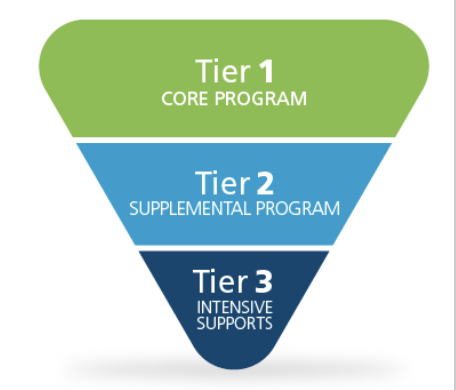 Tier 1
CORE PROGRAM
Tier 2
SUPPLEMENTAL PROGRAM
Tier 3
INTENSIVE
SUPPORTS